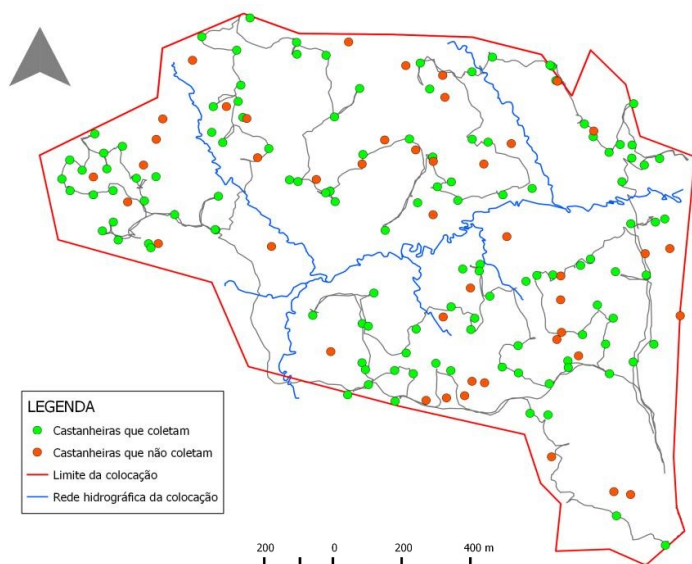 LEGENDA
Castanheiras que coletam
Castanheiras que não coletam
Limite da colocação
Rede hidrográfica da colocação
200 0 200 400 m